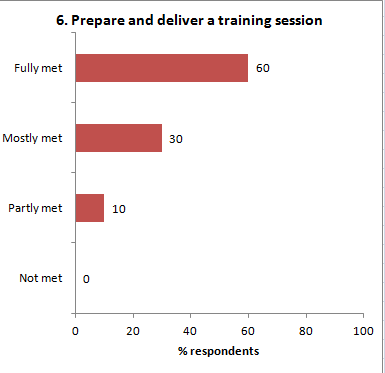 6. Prepare and deliver a training session
Fully met 60
Mostly met 30
Partly met 10
Not met 0
0 20 40 60 80 100
% respondents